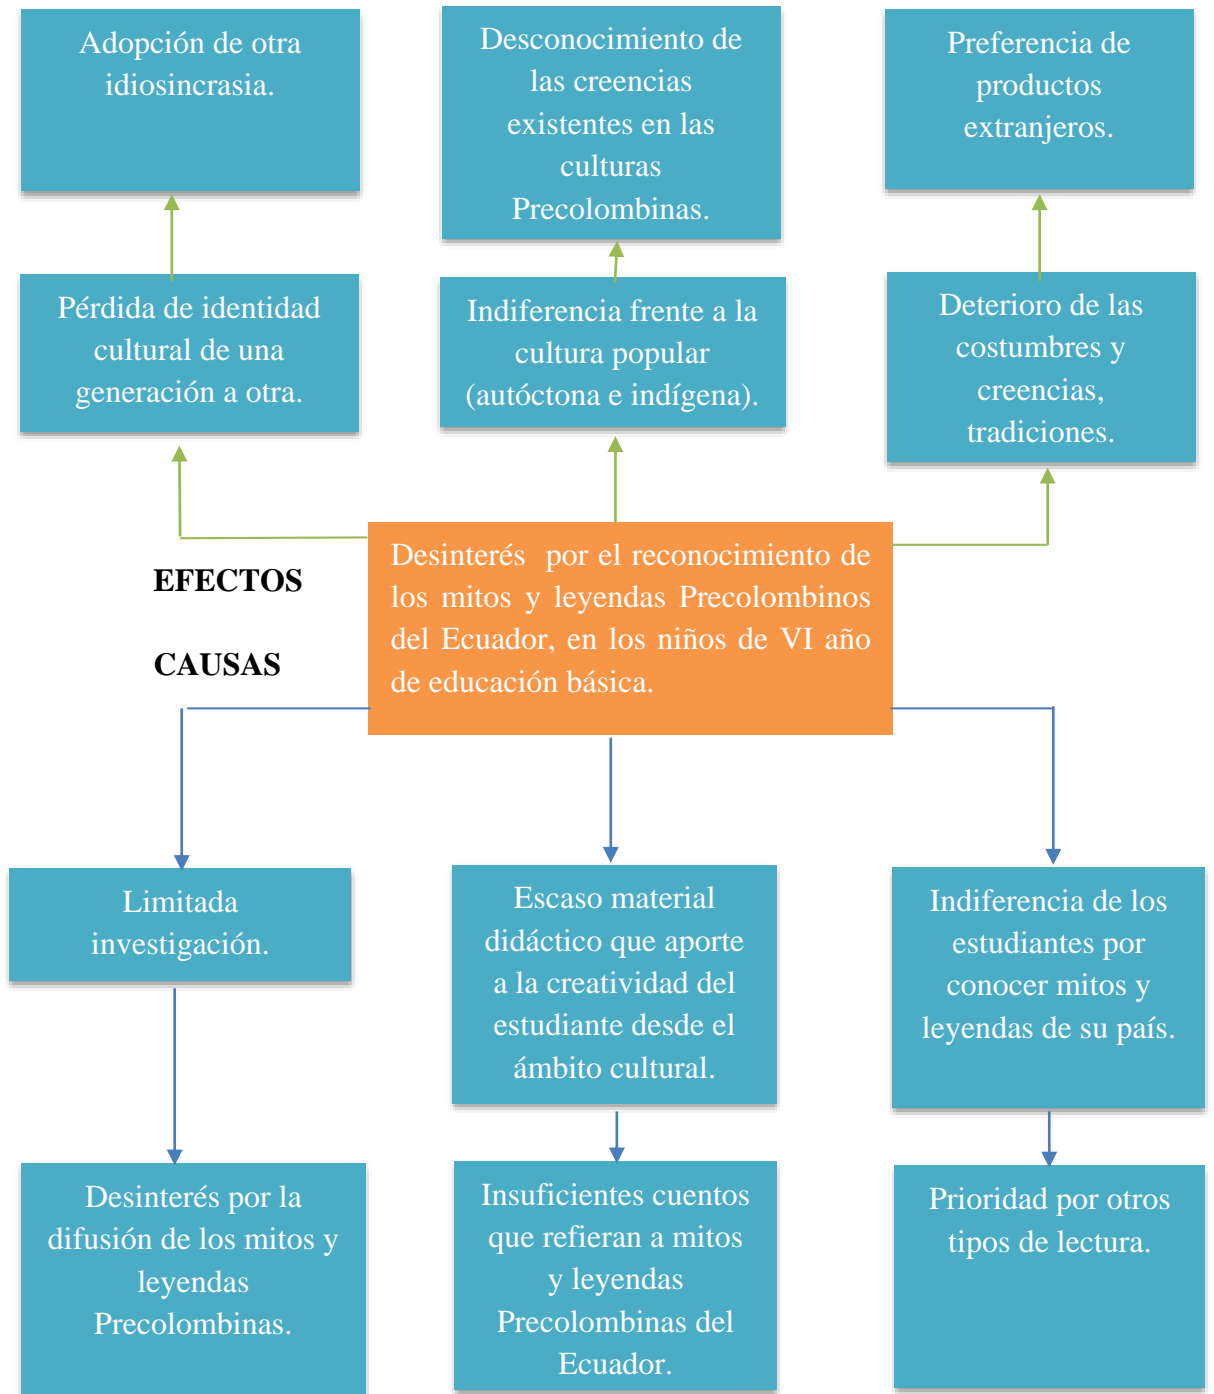 Adopción de otra
idiosincrasia.
Desconocimiento de
las creencias
existentes en las
culturas
Precolombinas.
Preferencia de
productos
extranjeros.
Pérdida de identidad
cultural de una
generación a otra.
Indiferencia frente a la
cultura popular
(autóctona e indígena).
Deterioro de las
costumbres y
creencias,
tradiciones.
EFECTOS
CAUSAS
Desinterés por el reconocimiento de
los mitos y leyendas Precolombinos
del Ecuador, en los niños de VI año
de educación básica.
Limitada
investigación.
Escaso material
didáctico que aporte
a la creatividad del
estudiante desde el
ámbito cultural.
Indiferencia de los
estudiantes por
conocer mitos y
leyendas de su país.
Desinterés por la
difusión de los mitos y
leyendas
Precolombinas.
Insuficientes cuentos
que refieran a mitos
y leyendas
Precolombinas del
Ecuador.
Prioridad por otros
tipos de lectura.